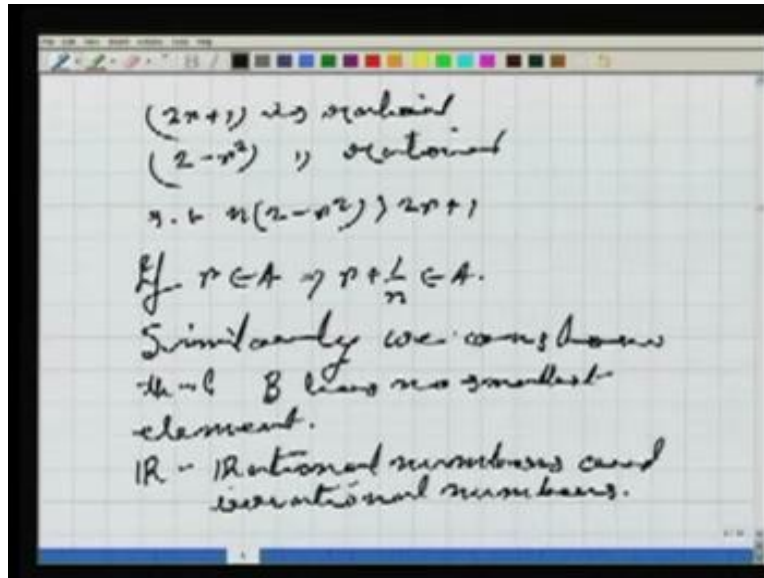 (2r+1) is rational
(2-r²) ,, rational
s.t n(2-r²) > 2r+1
If r ∈ A ⇒ r + 1/n ∈ A.
Similarly we can show
that B has no smallest
element.
IR - Rational numbers and
irrational numbers.